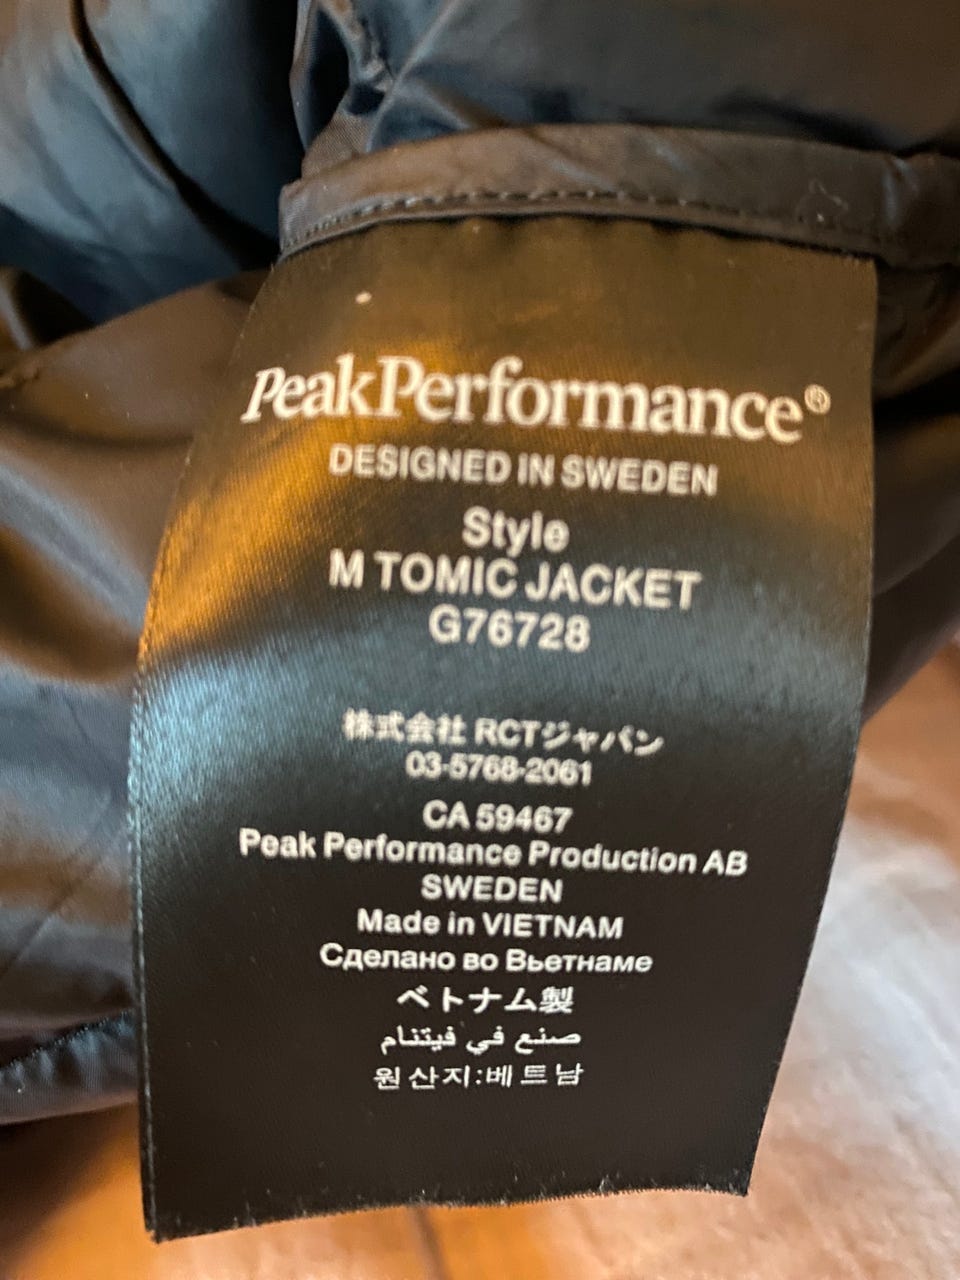 PeakPerformance®
DESIGNED IN SWEDEN
Style
M TOMIC JACKET
G76728
株式会社 RCTジャパン
03-5768-2061
CA 59467
Peak Performance Production AB
SWEDEN
Made in VIETNAM
Сделано во Вьетнаме
ベトナム製
صنع في فيتنام
원산지:베트남